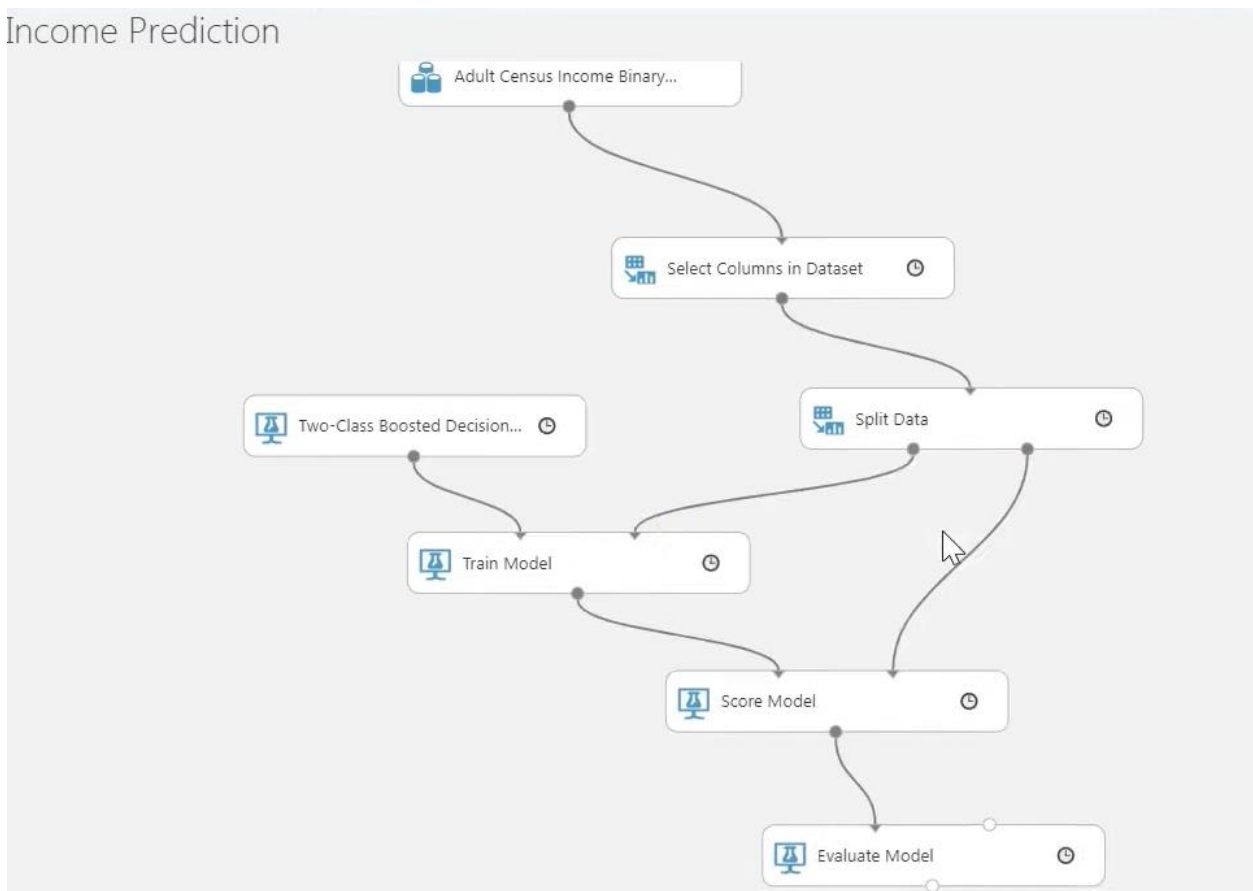 Income Prediction
Adult Census Income Binary...
Select Columns in Dataset
Two-Class Boosted Decision...
Split Data
Train Model
Score Model
Evaluate Model